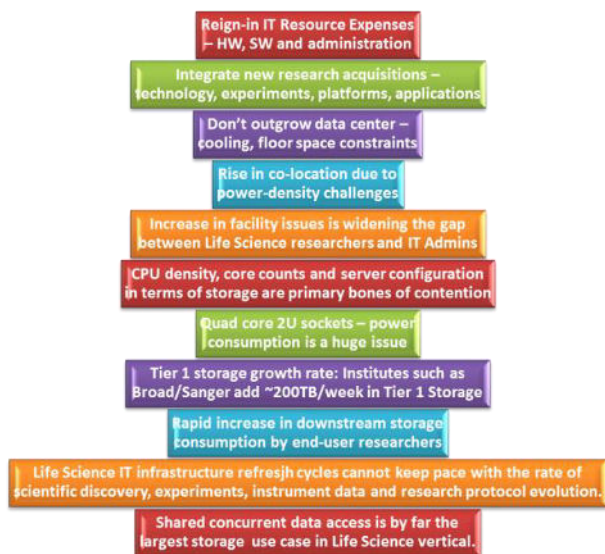 Reign-in IT Resource Expenses
– HW, SW and administration
Integrate new research acquisitions –
technology, experiments, platforms, applications
Don't outgrow data center –
cooling, floor space constraints
Rise in co-location due to
power-density challenges
Increase in facility issues is widening the gap
between Life Science researchers and IT Admins
CPU density, core counts and server configuration
in terms of storage are primary bones of contention
Quad core 2U sockets – power
consumption is a huge issue
Tier 1 storage growth rate: Institutes such as
Broad/Sanger add ~200TB/week in Tier 1 Storage
Rapid increase in downstream storage
consumption by end-user researchers
Life Science IT infrastructure refresjh cycles cannot keep pace with the rate of
scientific discovery, experiments, instrument data and research protocol evolution.
Shared concurrent data access is by far the
largest storage use case in Life Science vertical.